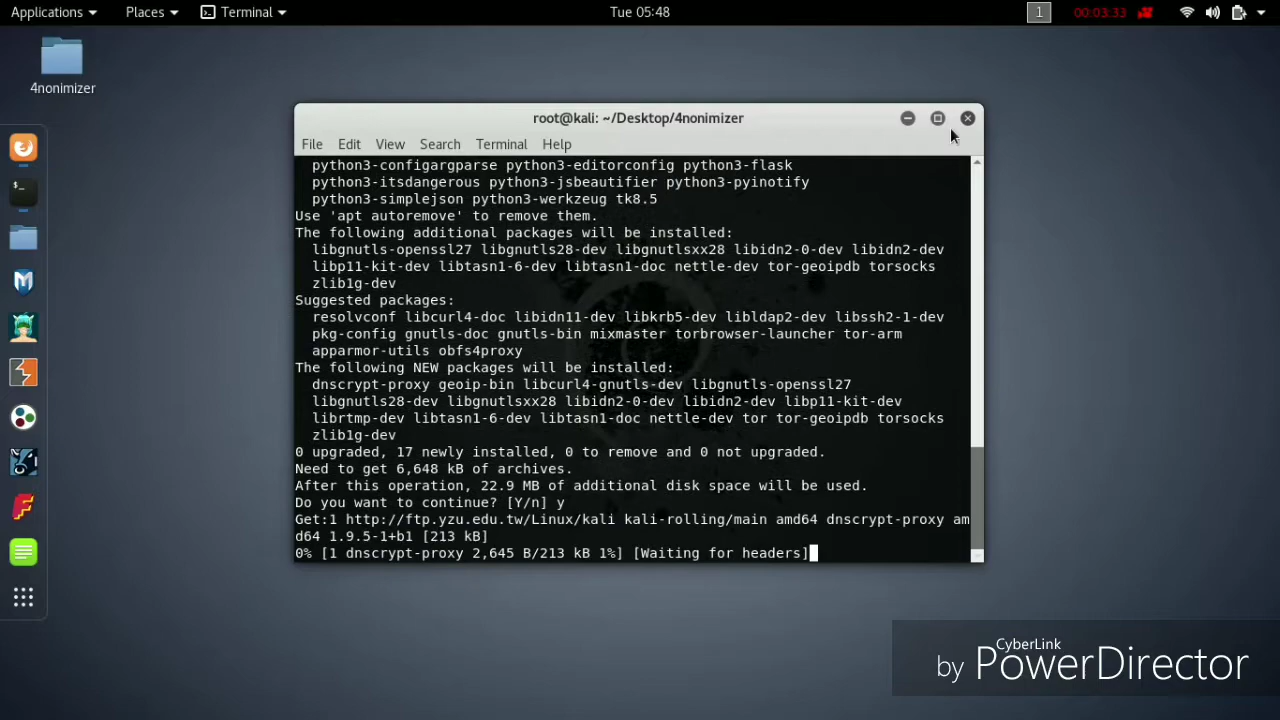 Applications Places Terminal Tue 05:48 1 00:03:33
4nonimizer
root@kali: ~/Desktop/4nonimizer
File Edit View Search Terminal Help
python3-configargparse python3-editorconfig python3-flask
python3-itsdangerous python3-jsbeautifier python3-pyinotify
python3-simplejson python3-werkzeug tk8.5
Use 'apt autoremove' to remove them.
The following additional packages will be installed:
libgnutls-openssl27 libgnutls28-dev libgnutlsxx28 libidn2-0-dev libidn2-dev
libp11-kit-dev libtasn1-6-dev libtasn1-doc nettle-dev tor-geoipdb torsocks
zlib1g-dev
Suggested packages:
resolvconf libcurl4-doc libidn11-dev libkrb5-dev libldap2-dev libssh2-1-dev
pkg-config gnutls-doc gnutls-bin mixmaster torbrowser-launcher tor-arm
apparmor-utils obfs4proxy
The following NEW packages will be installed:
dnscrypt-proxy geoip-bin libcurl4-gnutls-dev libgnutls-openssl27
libgnutls28-dev libgnutlsxx28 libidn2-0-dev libidn2-dev libp11-kit-dev
librtmp-dev libtasn1-6-dev libtasn1-doc nettle-dev tor tor-geoipdb torsocks
zlib1g-dev
0 upgraded, 17 newly installed, 0 to remove and 0 not upgraded.
Need to get 6,648 kB of archives.
After this operation, 22.9 MB of additional disk space will be used.
Do you want to continue? [Y/n] y
Get:1 http://ftp.yzu.edu.tw/Linux/kali kali-rolling/main amd64 dnscrypt-proxy am
d64 1.9.5-1+b1 [213 kB]
0% [1 dnscrypt-proxy 2,645 B/213 kB 1%] [Waiting for headers]
CyberLink
by PowerDirector